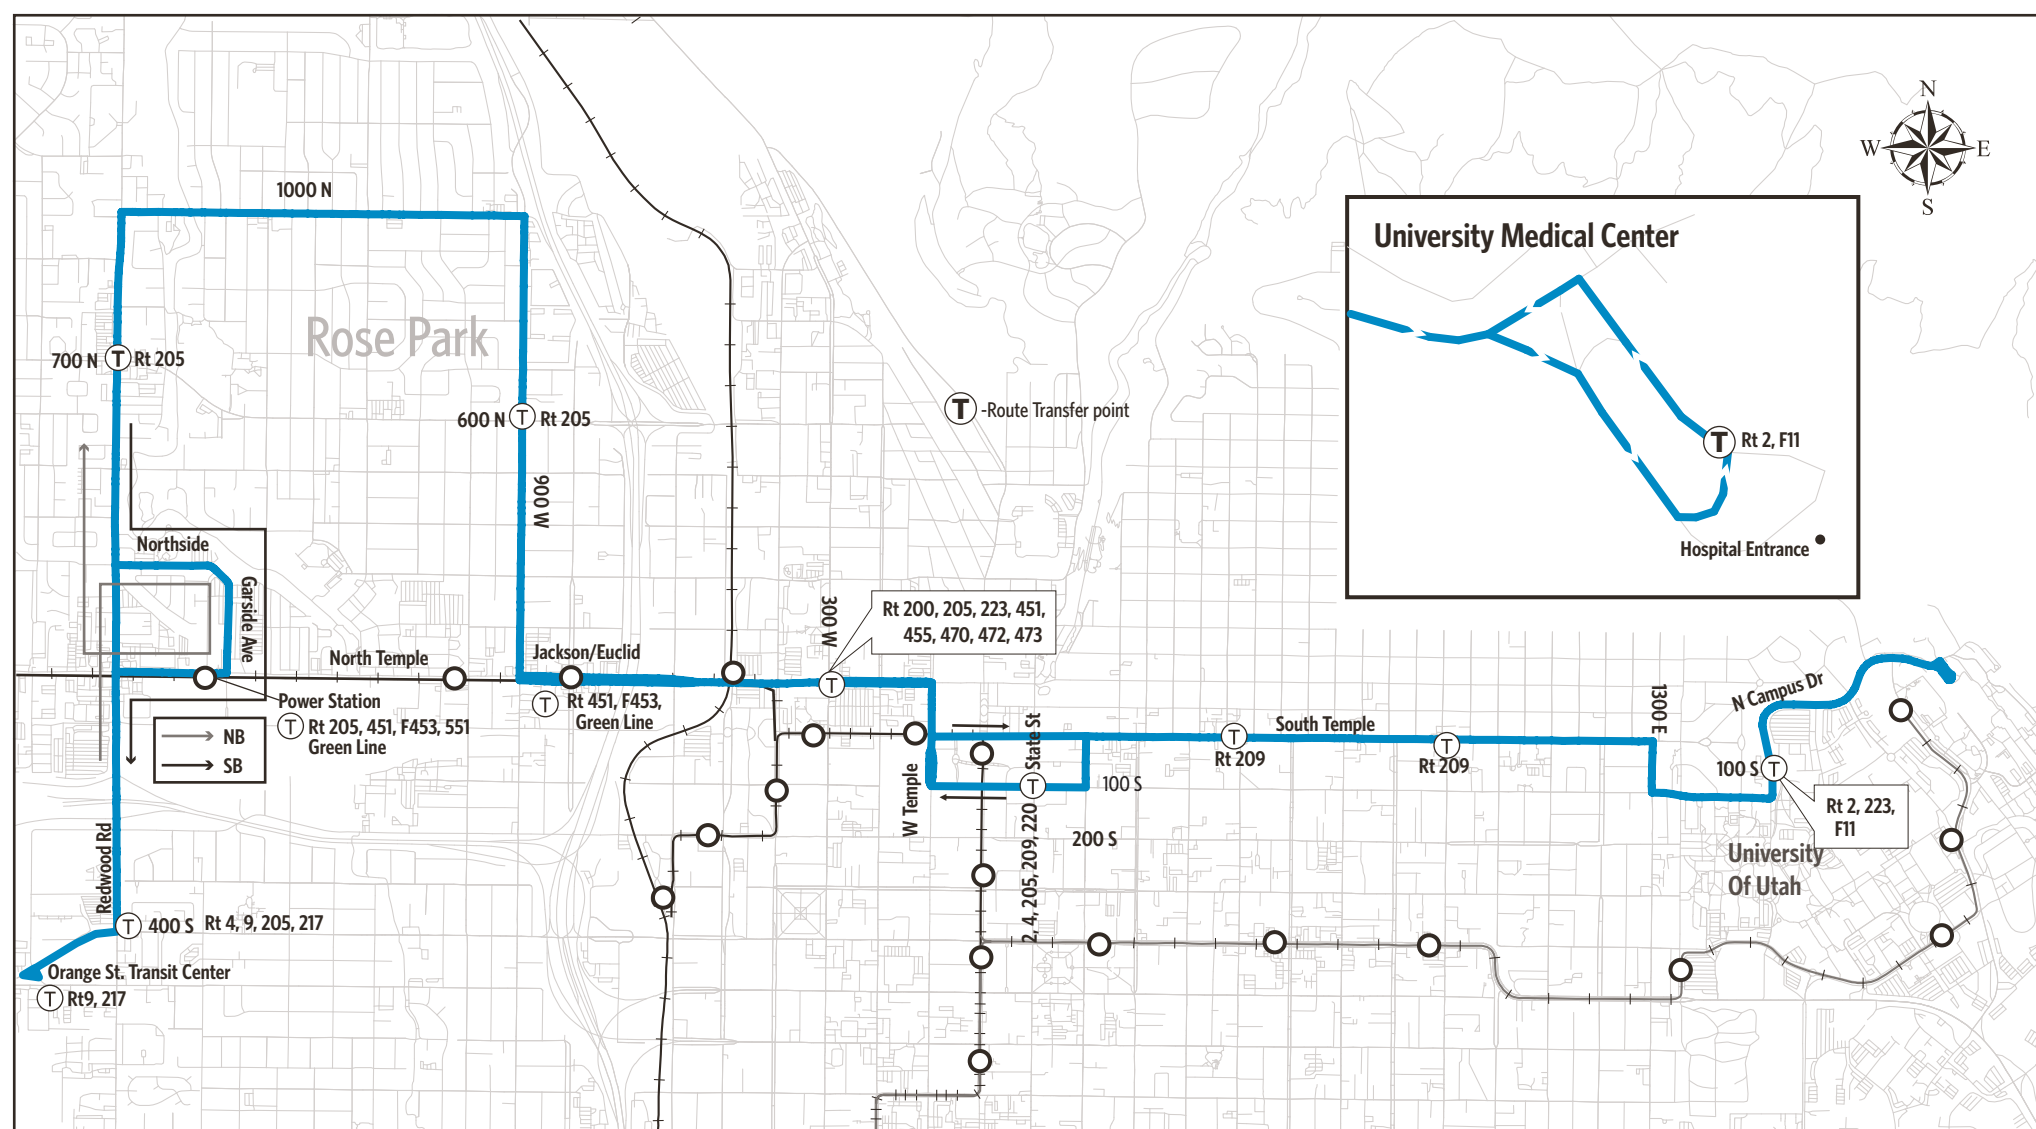 N
W
E
S
1000 N
University Medical Center
Rose Park
700 N
T
Rt 205
600 N
T
Rt 205
T
-Route Transfer point
T
Rt 2, F11
900 W
Northside
Hospital Entrance
Garside Ave
300 W
Rt 200, 205, 223, 451,
455, 470, 472, 473
North Temple
Jackson/Euclid
T
Power Station
T
Rt 205, 451, F453, 551
Green Line
T
Rt 451, F453,
Green Line
NB
SB
State St
T
Rt 209
South Temple
T
Rt 209
1300 E
N Campus Dr
100 S
T
Rt 2, 223,
F11
W Temple
T
100 S
2, 4, 205, 209, 220
200 S
University
Of Utah
Redwood Rd
T
400 S
Rt 4, 9, 205, 217
Orange St. Transit Center
T
Rt9, 217